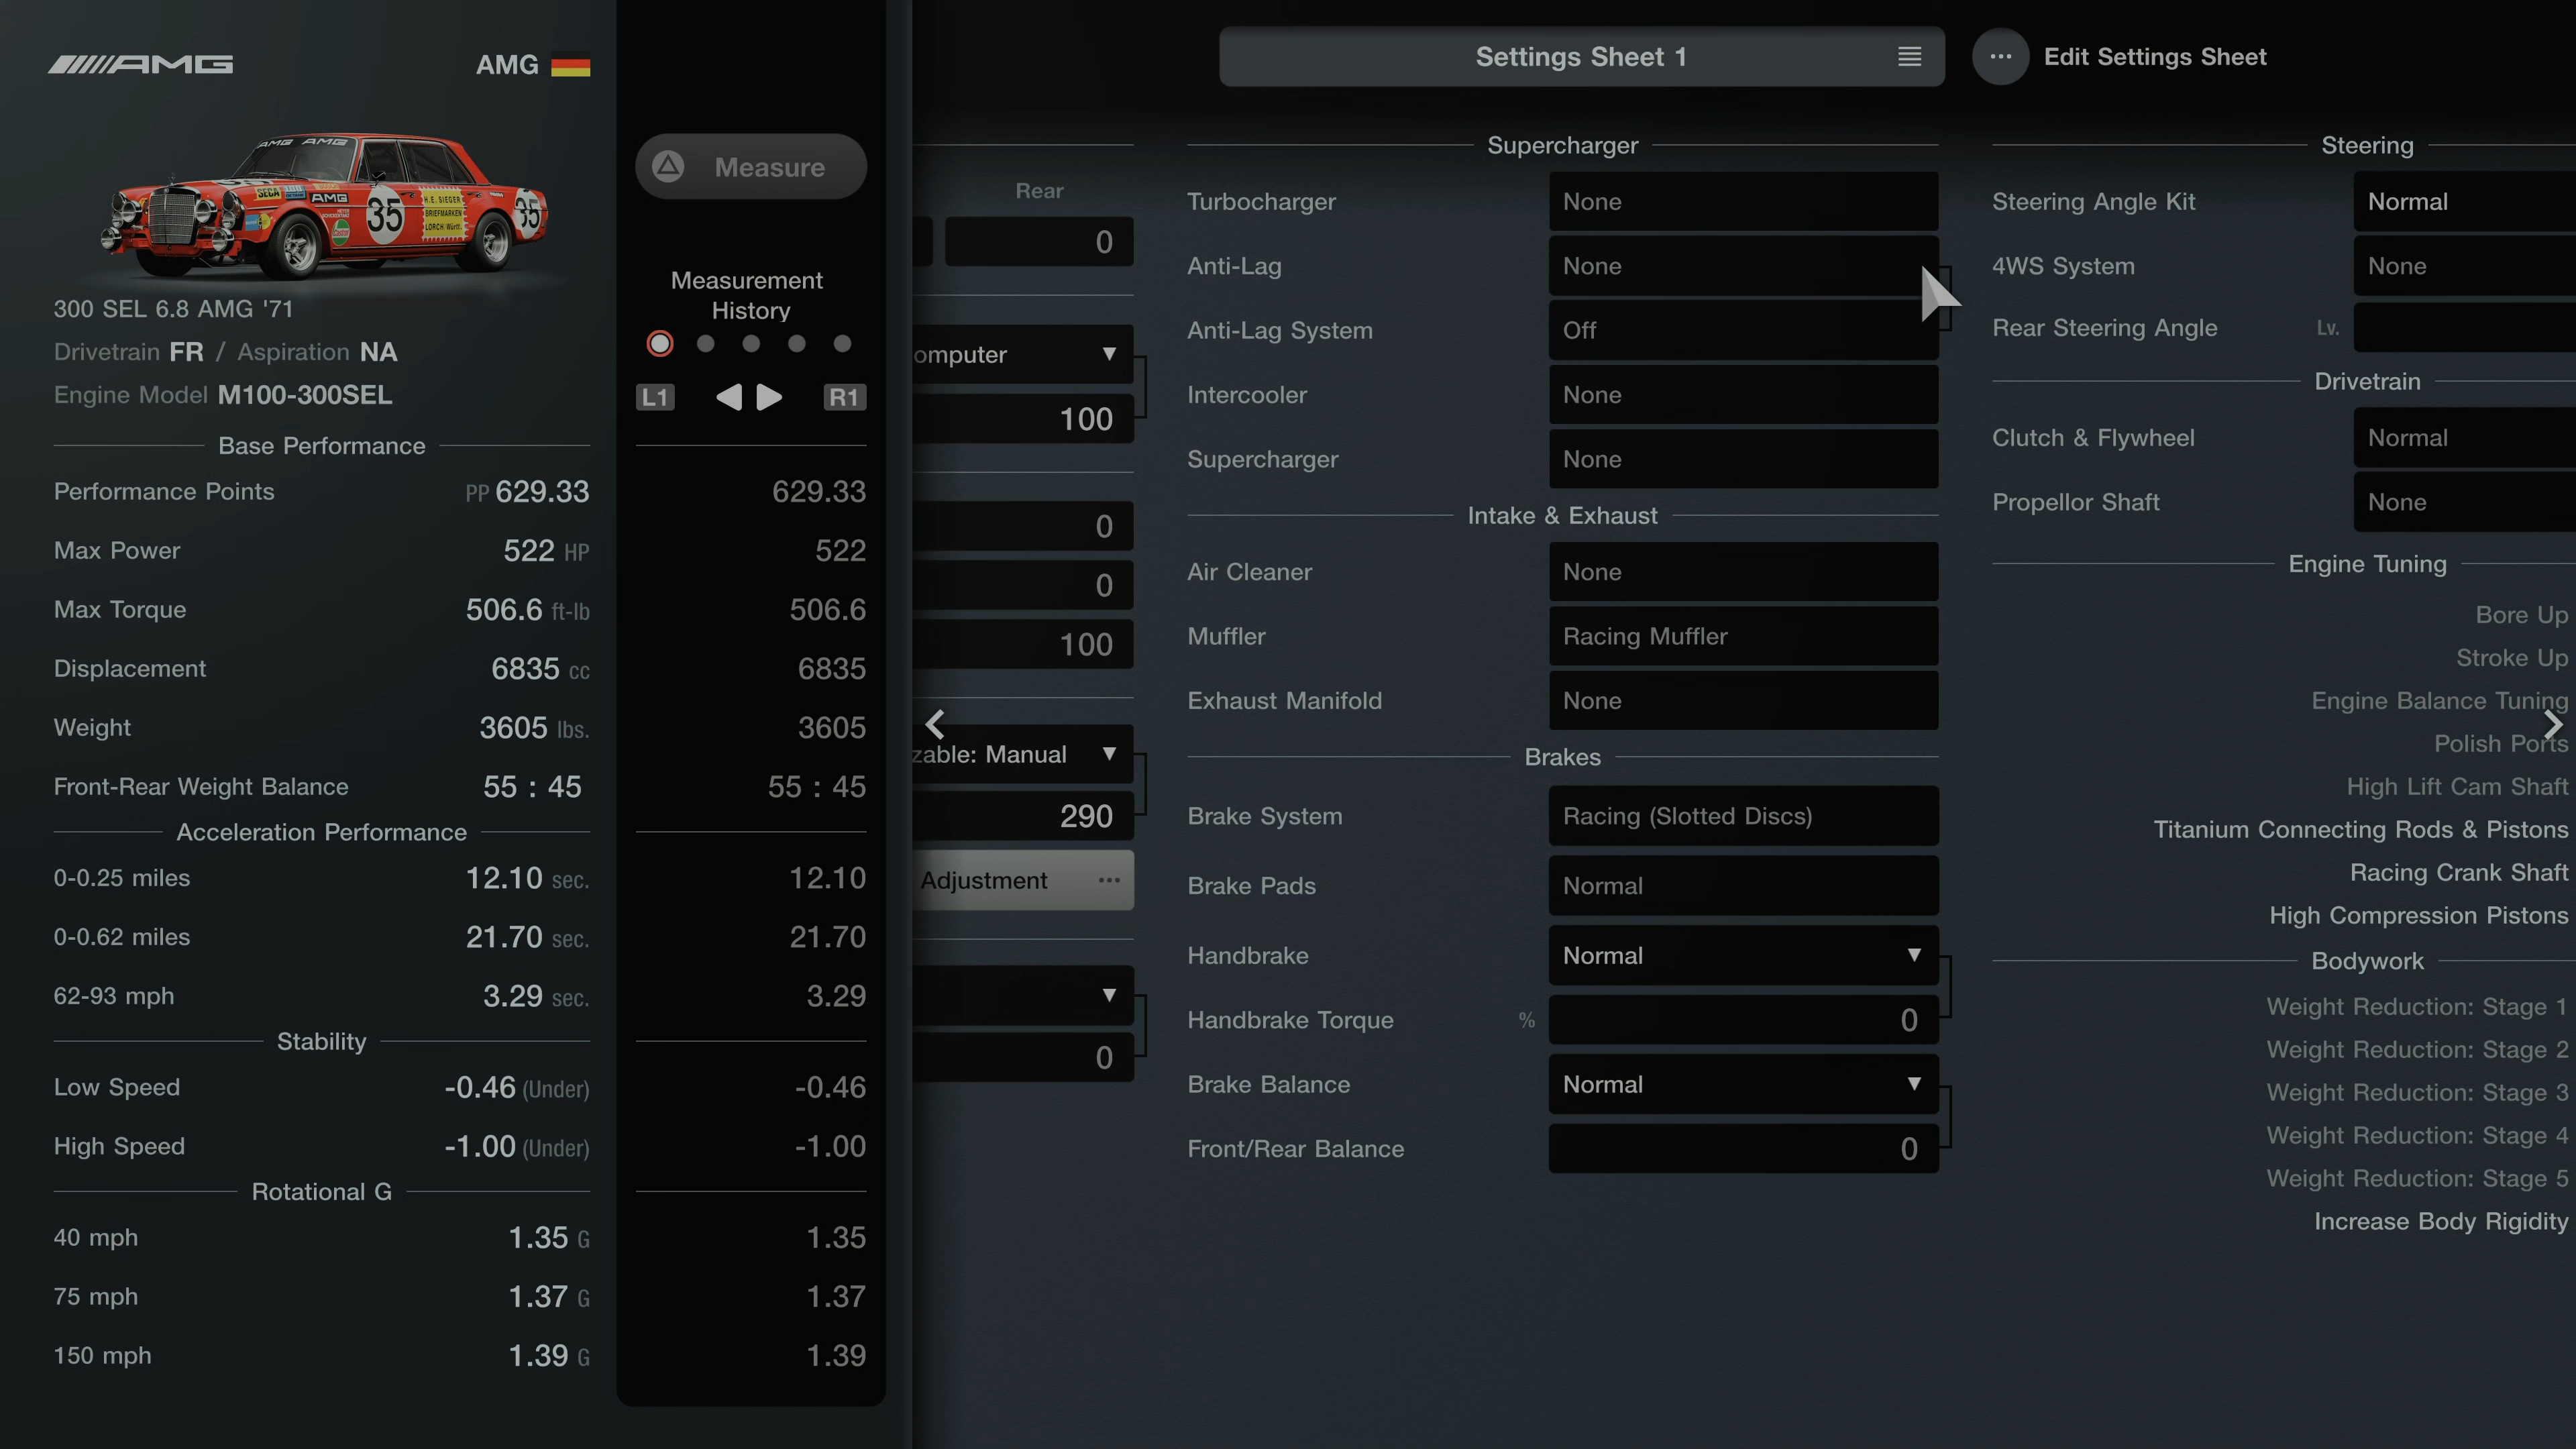 AMG
AMG
AMG AMG
SECA
AMG
35
H.E. SIEGER
BRIEFMARKEN
LORCH/Württ.
35
300 SEL 6.8 AMG '71
Drivetrain FR / Aspiration NA
Engine Model M100-300SEL
Base Performance
Performance Points PP 629.33
Max Power 522 HP
Max Torque 506.6 ft-lb
Displacement 6835 cc
Weight 3605 lbs.
Front-Rear Weight Balance 55 : 45
Acceleration Performance
0-0.25 miles 12.10 sec.
0-0.62 miles 21.70 sec.
62-93 mph 3.29 sec.
Stability
Low Speed -0.46 (Under)
High Speed -1.00 (Under)
Rotational G
40 mph 1.35 G
75 mph 1.37 G
150 mph 1.39 G
Measure
Measurement
History
L1 R1
629.33
522
506.6
6835
3605
55 : 45
12.10
21.70
3.29
-0.46
-1.00
1.35
1.37
1.39
Rear
0
omputer
100
0
0
100
zable: Manual
290
Adjustment
0
Settings Sheet 1
Edit Settings Sheet
Supercharger
Turbocharger None
Anti-Lag None
Anti-Lag System Off
Intercooler None
Supercharger None
Intake & Exhaust
Air Cleaner None
Muffler Racing Muffler
Exhaust Manifold None
Brakes
Brake System Racing (Slotted Discs)
Brake Pads Normal
Handbrake Normal
Handbrake Torque % 0
Brake Balance Normal
Front/Rear Balance 0
Steering
Steering Angle Kit Normal
4WS System None
Rear Steering Angle Lv.
Drivetrain
Clutch & Flywheel Normal
Propellor Shaft None
Engine Tuning
Bore Up
Stroke Up
Engine Balance Tuning
Polish Ports
High Lift Cam Shaft
Titanium Connecting Rods & Pistons
Racing Crank Shaft
High Compression Pistons
Bodywork
Weight Reduction: Stage 1
Weight Reduction: Stage 2
Weight Reduction: Stage 3
Weight Reduction: Stage 4
Weight Reduction: Stage 5
Increase Body Rigidity